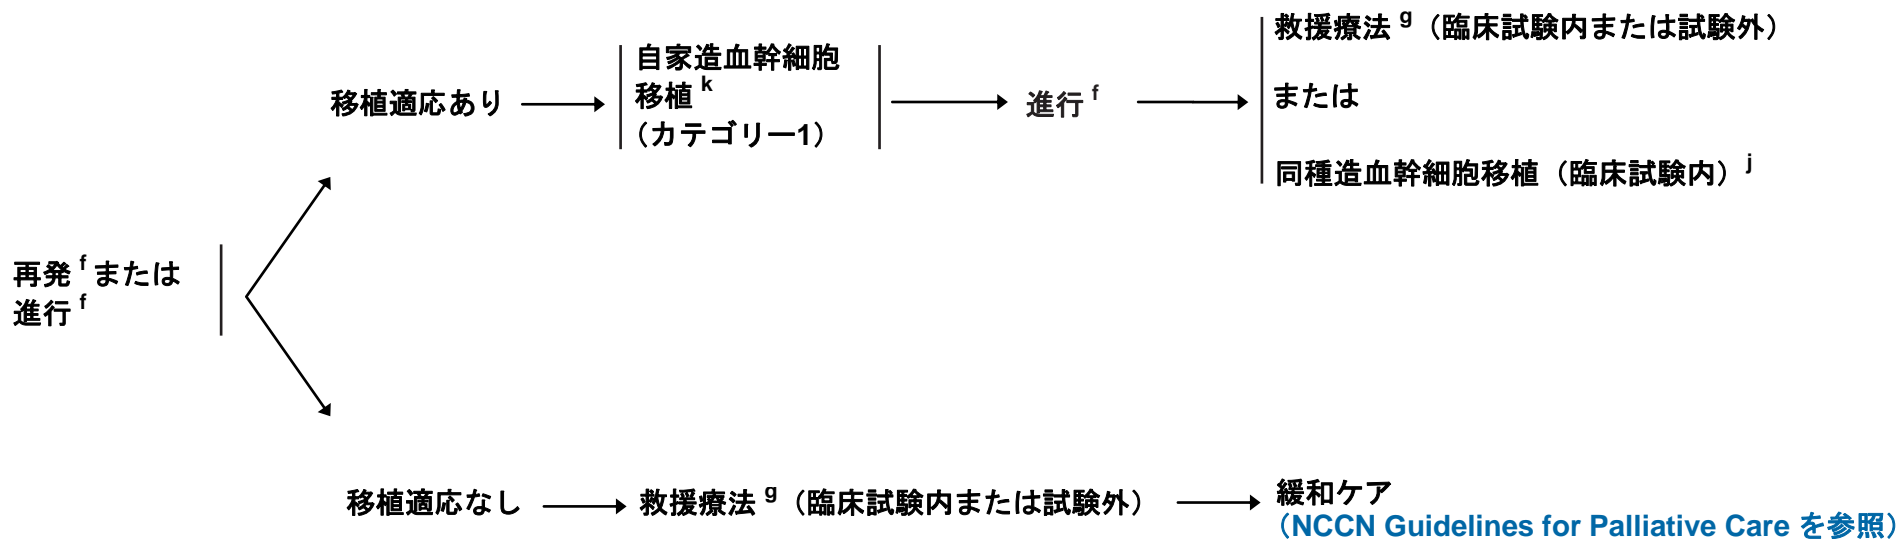 再発 f または
進行 f
移植適応あり
自家造血幹細胞
移植 k
（カテゴリー1）
進行 f
救援療法 g（臨床試験内または試験外）
または
同種造血幹細胞移植（臨床試験内）j
移植適応なし
救援療法 g（臨床試験内または試験外）
緩和ケア
（NCCN Guidelines for Palliative Care を参照）